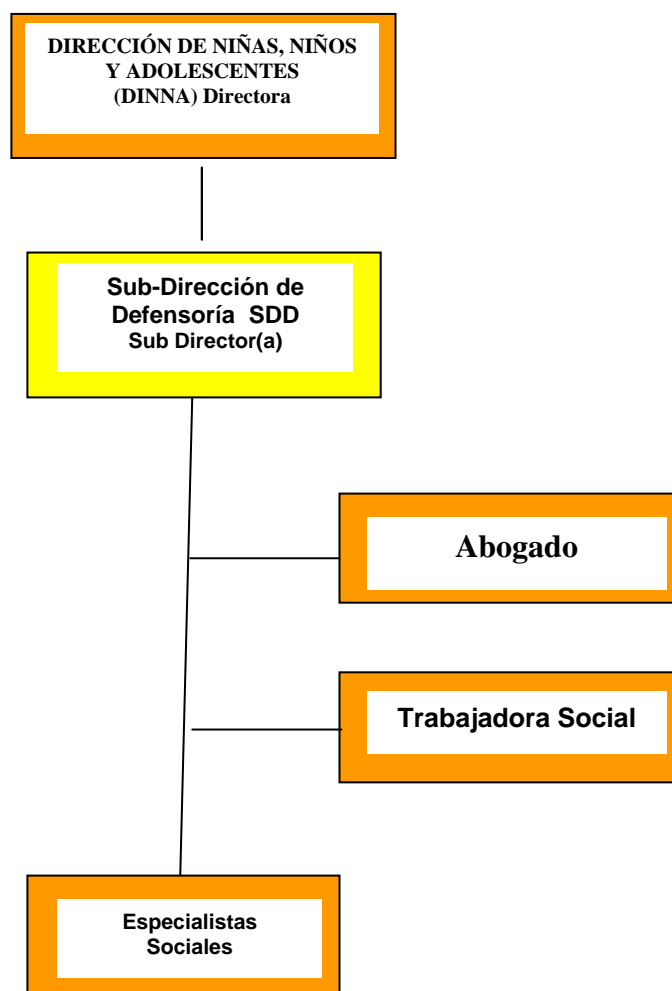 DIRECCIÓN DE NIÑAS, NIÑOS
Y ADOLESCENTES
(DINNA) Directora
Sub-Dirección de
Defensoría SDD
Sub Director(a)
Abogado
Trabajadora Social
Especialistas
Sociales